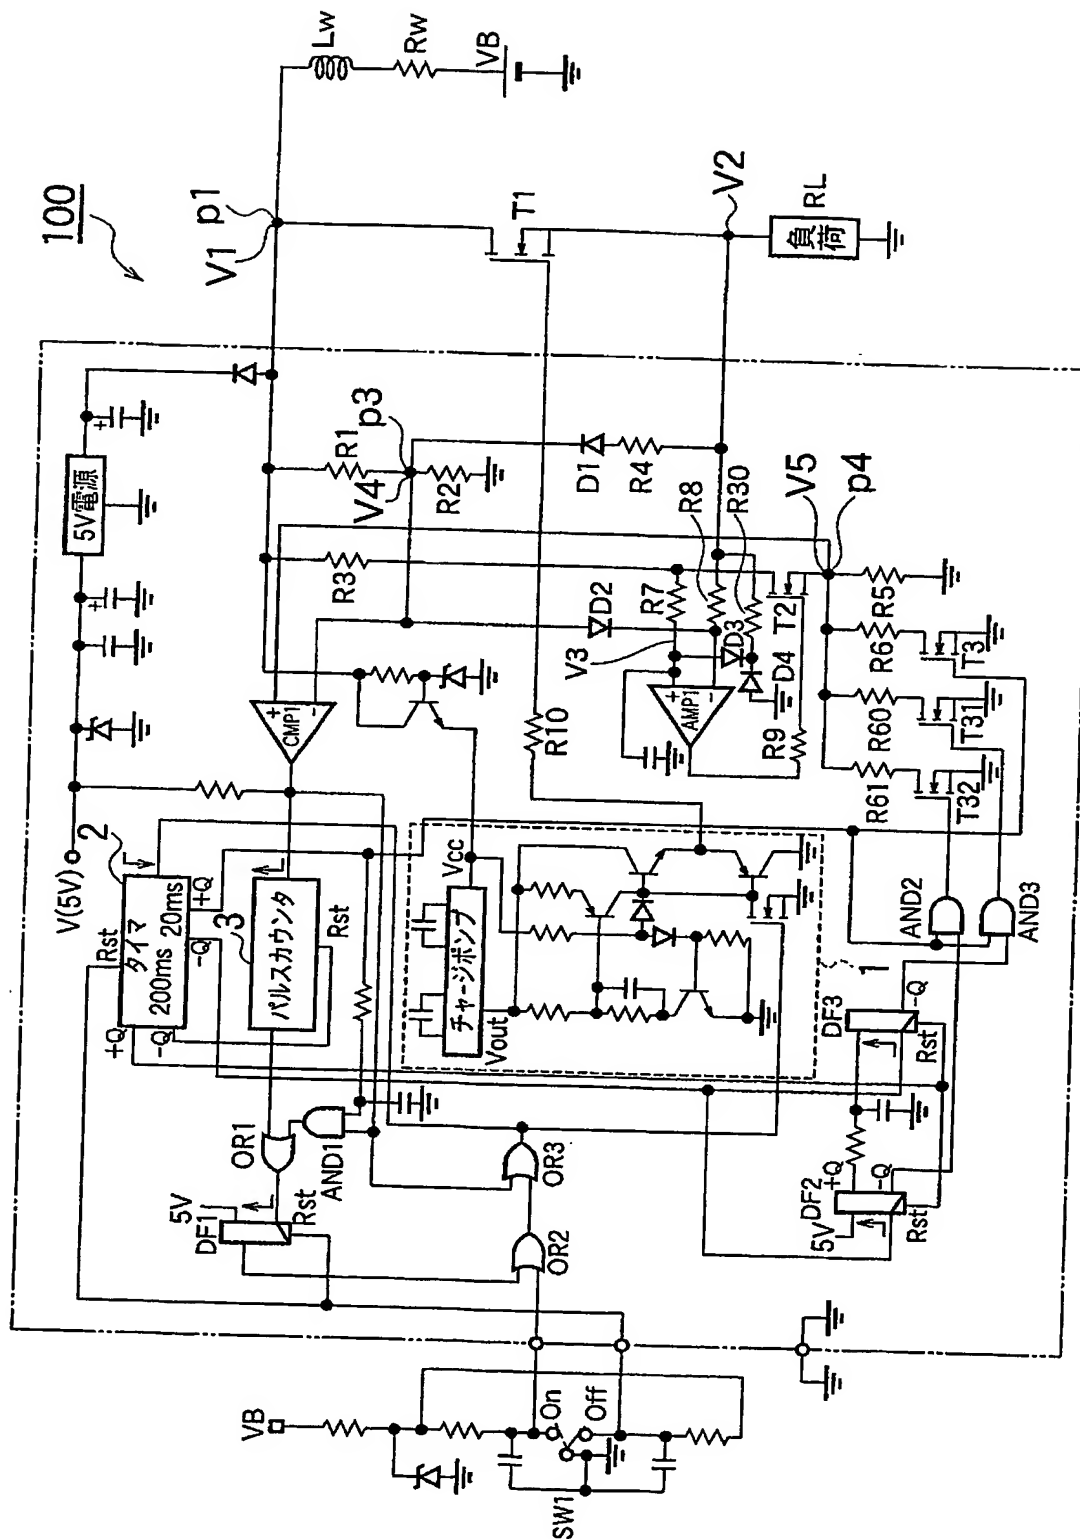 100
V1
p1
Lw
Rw
VB
T1
V2
負荷
RL
5V電源
V(5V)
R1
p3
V4
R2
D1
R4
R3
R8
R30
V5
p4
+
-
CMP1
D2
R7
V3
+
-
AMP1
D3
D4
T2
R9
R10
R5
R6
R60
R61
T3
T31
T32
2
Rst
タイマ
200ms 20ms
+Q
-Q
+Q
-Q
3
パルスカウンタ
Rst
Vcc
チャージポンプ
Vout
1
AND2
AND3
OR1
AND1
5V
DF1
Rst
OR3
OR2
DF3
-Q
Rst
5V
DF2
+Q
-Q
Rst
VB
On
Off
SW1
+
+